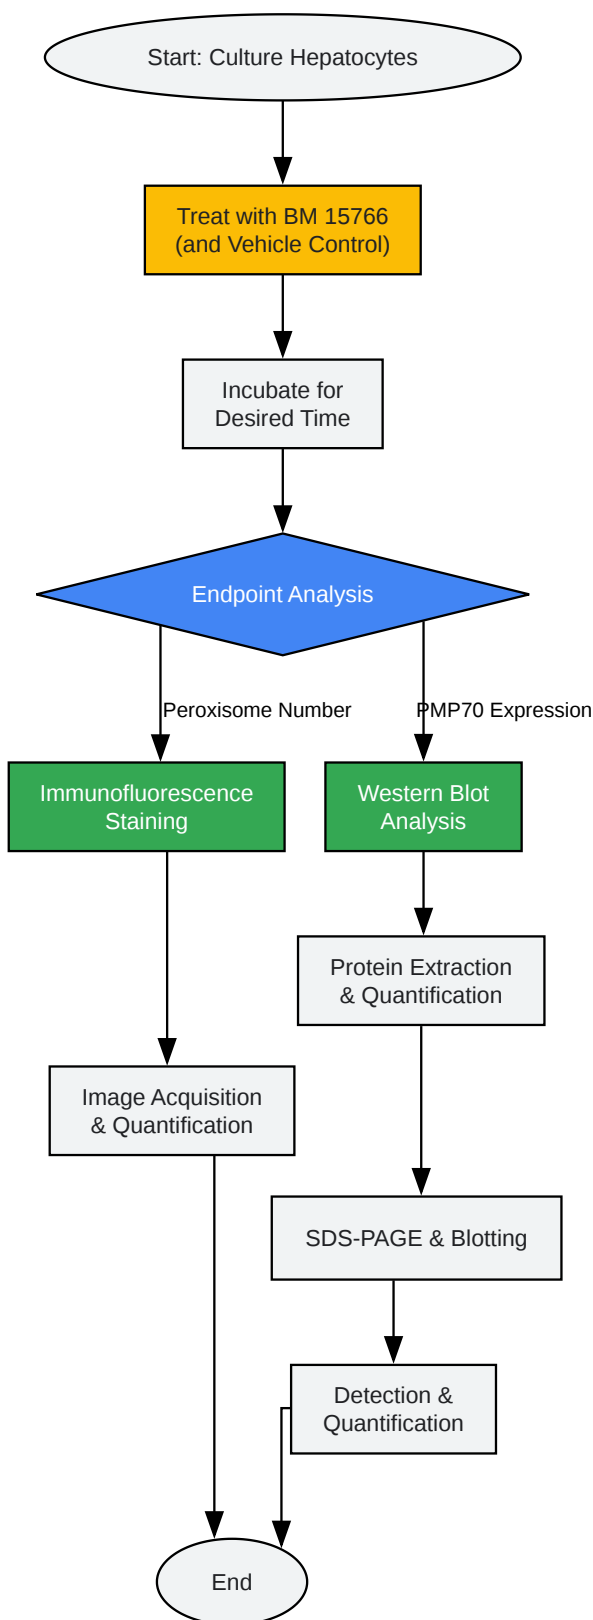 Start: Culture Hepatocytes
Treat with BM 15766
(and Vehicle Control)
Incubate for
Desired Time
Endpoint Analysis
Peroxisome Number
PMP70 Expression
Immunofluorescence
Staining
Western Blot
Analysis
Protein Extraction
& Quantification
Image Acquisition
& Quantification
SDS-PAGE & Blotting
Detection &
Quantification
End